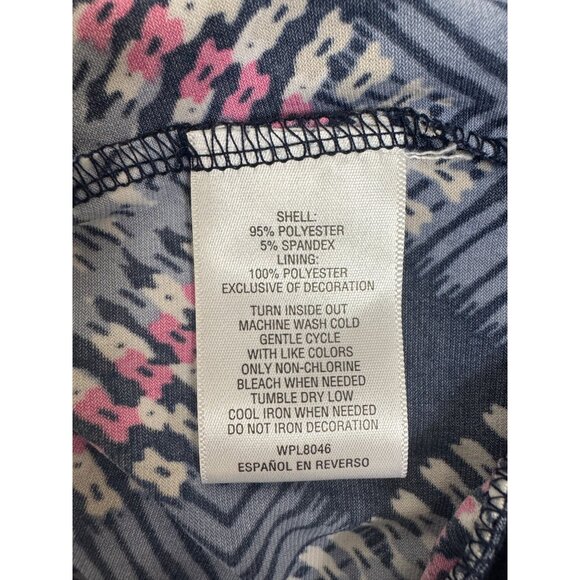 SHELL:
95% POLYESTER
5% SPANDEX
LINING:
100% POLYESTER
EXCLUSIVE OF DECORATION
TURN INSIDE OUT
MACHINE WASH COLD
GENTLE CYCLE
WITH LIKE COLORS
ONLY NON-CHLORINE
BLEACH WHEN NEEDED
TUMBLE DRY LOW
COOL IRON WHEN NEEDED
DO NOT IRON DECORATION
WPL8046
ESPAÑOL EN REVERSO